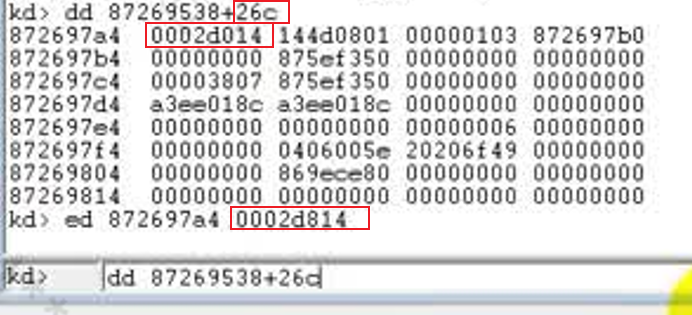 kd> dd 87269538+26c
872697a4 0002d014 144d0801 00000103 872697b0
872697b4 00000000 875ef350 00000000 00000000
872697c4 00003807 875ef350 00000000 00000000
872697d4 a3ee018c a3ee018c 00000000 00000000
872697e4 00000000 00000000 00000006 00000000
872697f4 00000000 0406005e 20206f49 00000000
87269804 00000000 869ece80 00000000 00000000
87269814 00000000 00000000 00000000 00000000
kd> ed 872697a4 0002d814
kd> dd 87269538+26c